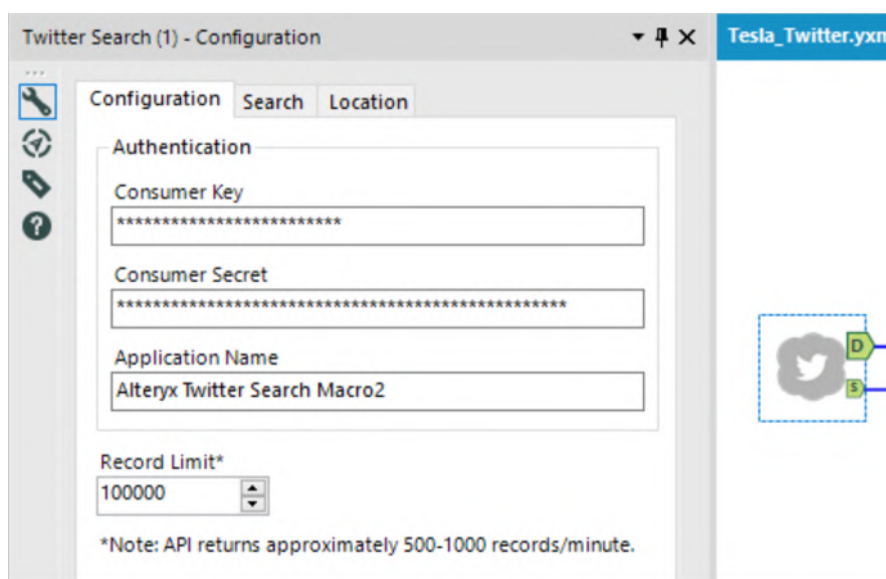 Twitter Search (1) - Configuration
Tesla_Twitter.yxm
Configuration Search Location
Authentication
Consumer Key
*************************
Consumer Secret
**************************************************
Application Name
Alteryx Twitter Search Macro2
D
S
Record Limit*
100000
*Note: API returns approximately 500-1000 records/minute.